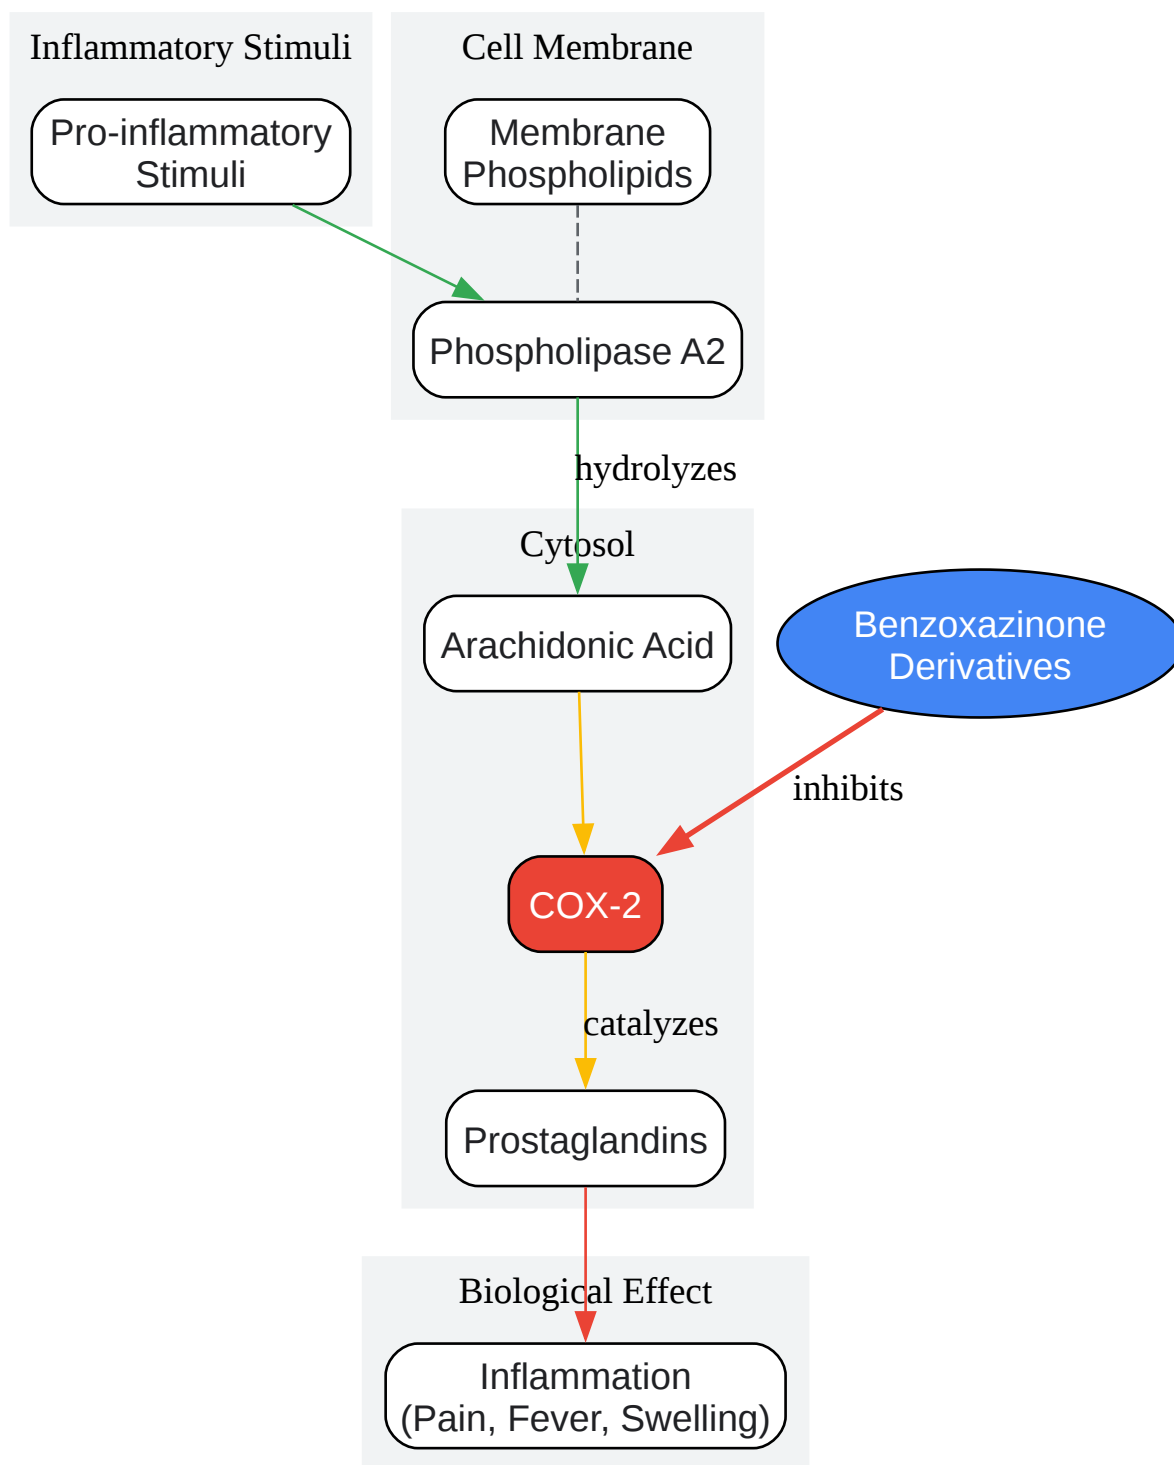 Inflammatory Stimuli
Pro-inflammatory
Stimuli
Cell Membrane
Membrane
Phospholipids
Phospholipase A2
hydrolyzes
Cytosol
Arachidonic Acid
Benzoxazinone
Derivatives
inhibits
COX-2
catalyzes
Prostaglandins
Biological Effect
Inflammation
(Pain, Fever, Swelling)